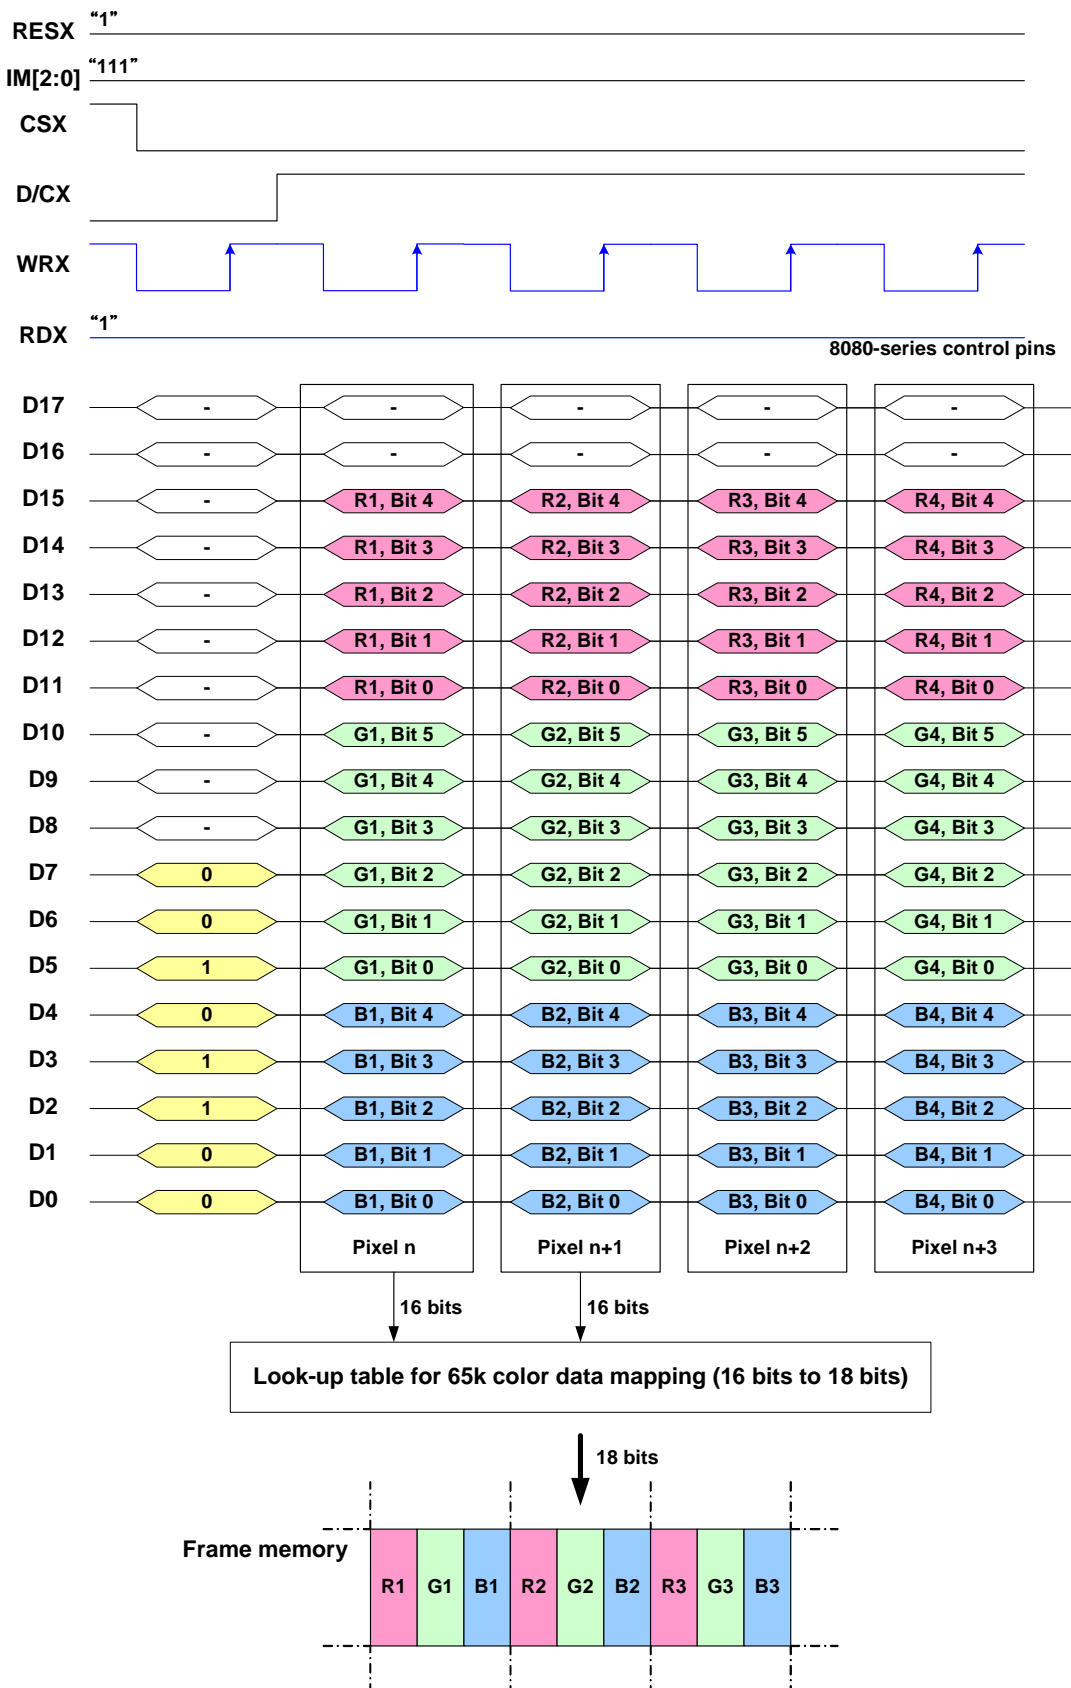 RESX “1”
IM[2:0] “111”
CSX
D/CX
WRX
RDX “1”
8080-series control pins
D17 - - - - -
D16 - - - - -
D15 - R1, Bit 4 R2, Bit 4 R3, Bit 4 R4, Bit 4
D14 - R1, Bit 3 R2, Bit 3 R3, Bit 3 R4, Bit 3
D13 - R1, Bit 2 R2, Bit 2 R3, Bit 2 R4, Bit 2
D12 - R1, Bit 1 R2, Bit 1 R3, Bit 1 R4, Bit 1
D11 - R1, Bit 0 R2, Bit 0 R3, Bit 0 R4, Bit 0
D10 - G1, Bit 5 G2, Bit 5 G3, Bit 5 G4, Bit 5
D9 - G1, Bit 4 G2, Bit 4 G3, Bit 4 G4, Bit 4
D8 - G1, Bit 3 G2, Bit 3 G3, Bit 3 G4, Bit 3
D7 0 G1, Bit 2 G2, Bit 2 G3, Bit 2 G4, Bit 2
D6 0 G1, Bit 1 G2, Bit 1 G3, Bit 1 G4, Bit 1
D5 1 G1, Bit 0 G2, Bit 0 G3, Bit 0 G4, Bit 0
D4 0 B1, Bit 4 B2, Bit 4 B3, Bit 4 B4, Bit 4
D3 1 B1, Bit 3 B2, Bit 3 B3, Bit 3 B4, Bit 3
D2 1 B1, Bit 2 B2, Bit 2 B3, Bit 2 B4, Bit 2
D1 0 B1, Bit 1 B2, Bit 1 B3, Bit 1 B4, Bit 1
D0 0 B1, Bit 0 B2, Bit 0 B3, Bit 0 B4, Bit 0
Pixel n Pixel n+1 Pixel n+2 Pixel n+3
16 bits 16 bits
Look-up table for 65k color data mapping (16 bits to 18 bits)
18 bits
Frame memory
R1 G1 B1 R2 G2 B2 R3 G3 B3